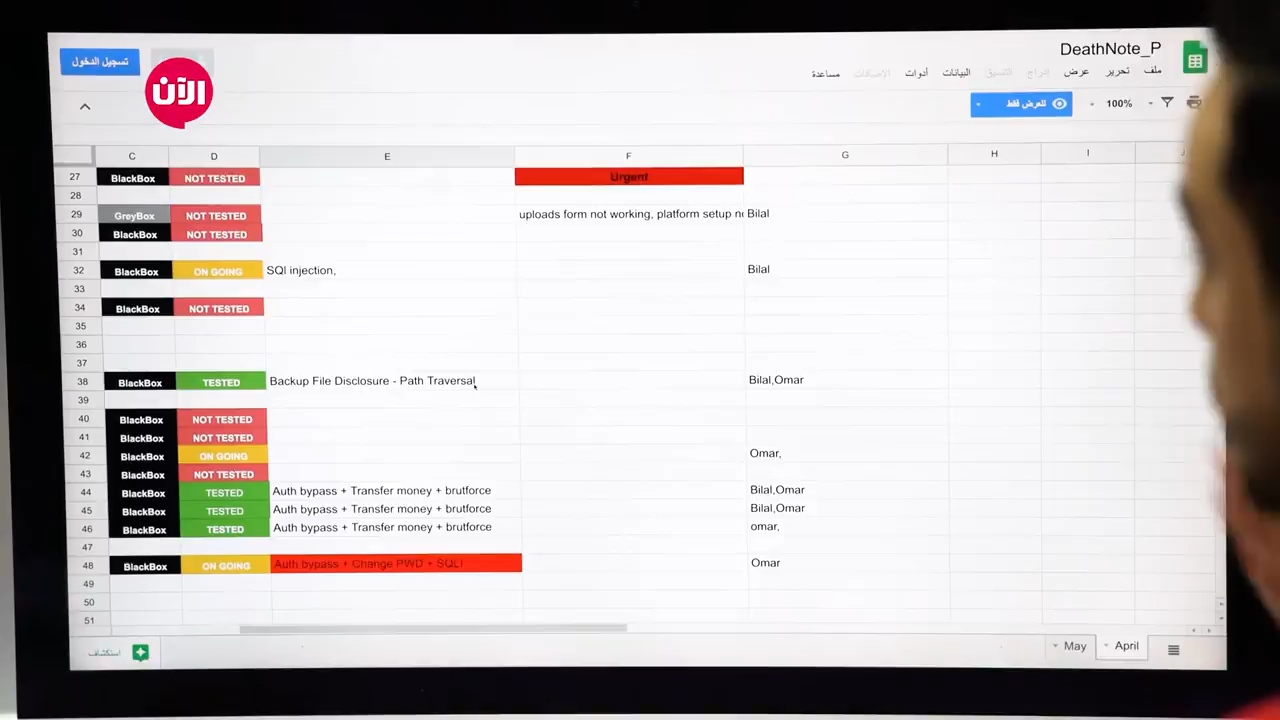 DeathNote_P
تسجيل الدخول
الآن
ملف تحرير عرض إدراج التنسيق البيانات أدوات الإضافات مساعدة
100% للعرض فقط
C D E F G H I J
27 BlackBox NOT TESTED Urgent
28
29 GreyBox NOT TESTED uploads form not working, platform setup Bilal
30 BlackBox NOT TESTED
31
32 BlackBox ON GOING SQl injection, Bilal
33
34 BlackBox NOT TESTED
35
36
37
38 BlackBox TESTED Backup File Disclosure - Path Traversal Bilal,Omar
39
40 BlackBox NOT TESTED
41 BlackBox NOT TESTED
42 BlackBox ON GOING Omar,
43 BlackBox NOT TESTED
44 BlackBox TESTED Auth bypass + Transfer money + brutforce Bilal,Omar
45 BlackBox TESTED Auth bypass + Transfer money + brutforce Bilal,Omar
46 BlackBox TESTED Auth bypass + Transfer money + brutforce omar,
47
48 BlackBox ON GOING Auth bypass + Change PWD + SQLI Omar
49
50
51
استكشاف May April